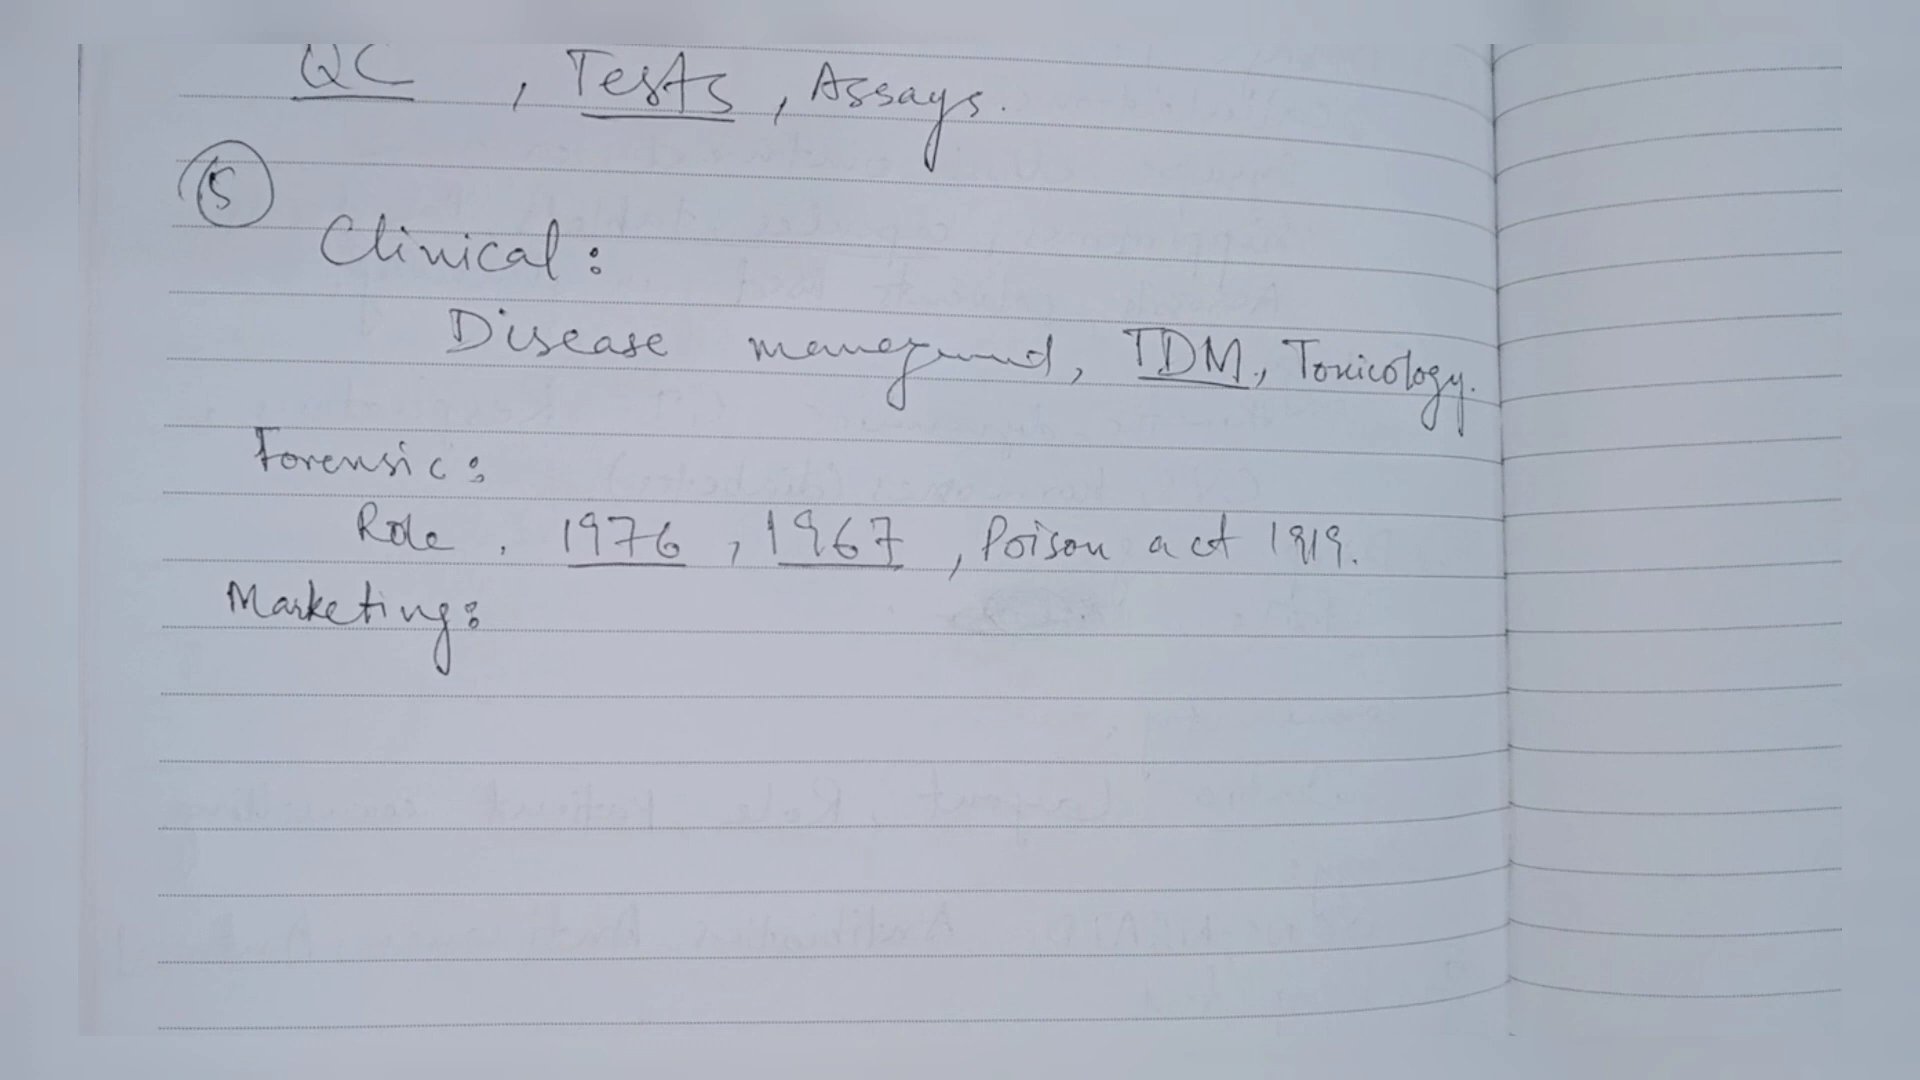 QC , Tests , Assays.
5
Clinical :
Disease management, TDM, Toxicology.
Forensic :
Role , 1976 , 1967 , Poison act 1919.
Marketing :